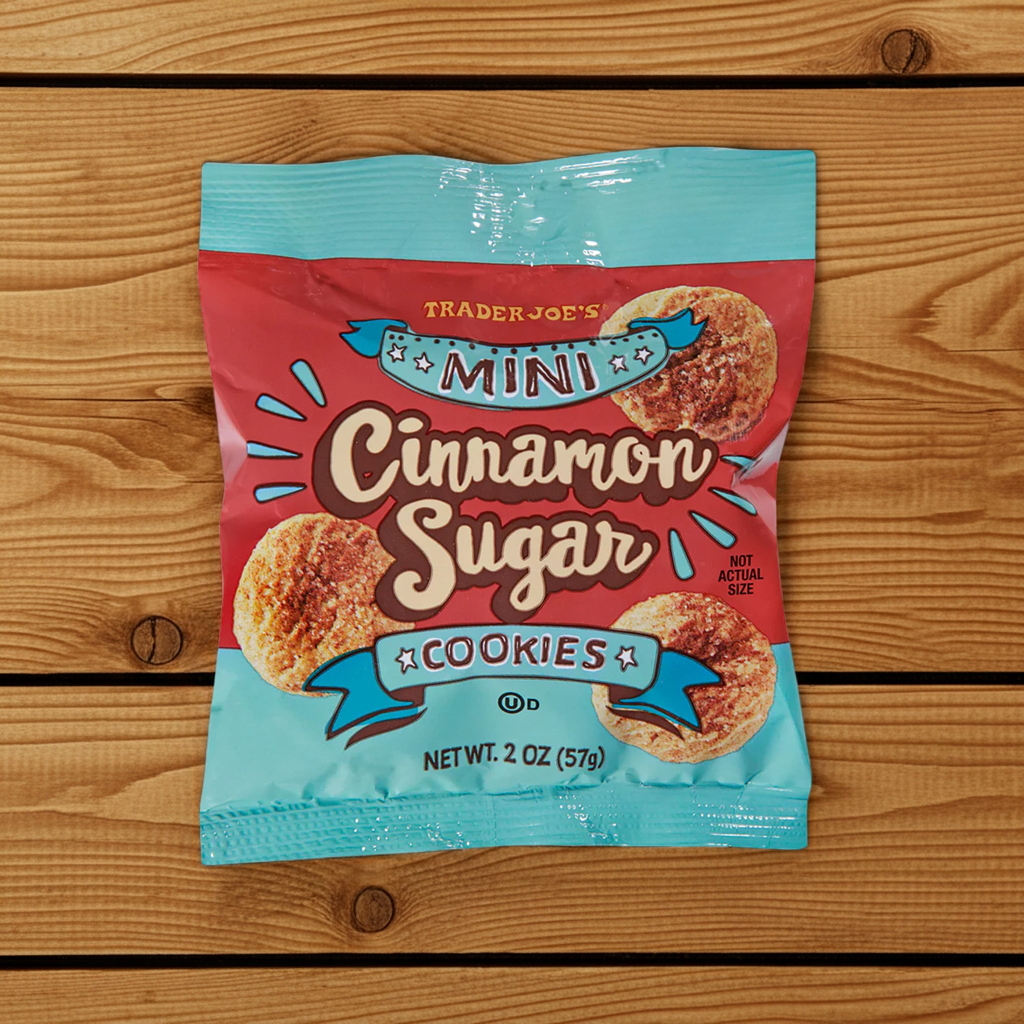 TRADER JOE'S
MINI
Cinnamon
Sugar
NOT
ACTUAL
SIZE
COOKIES
U D
NET WT. 2 OZ (57g)